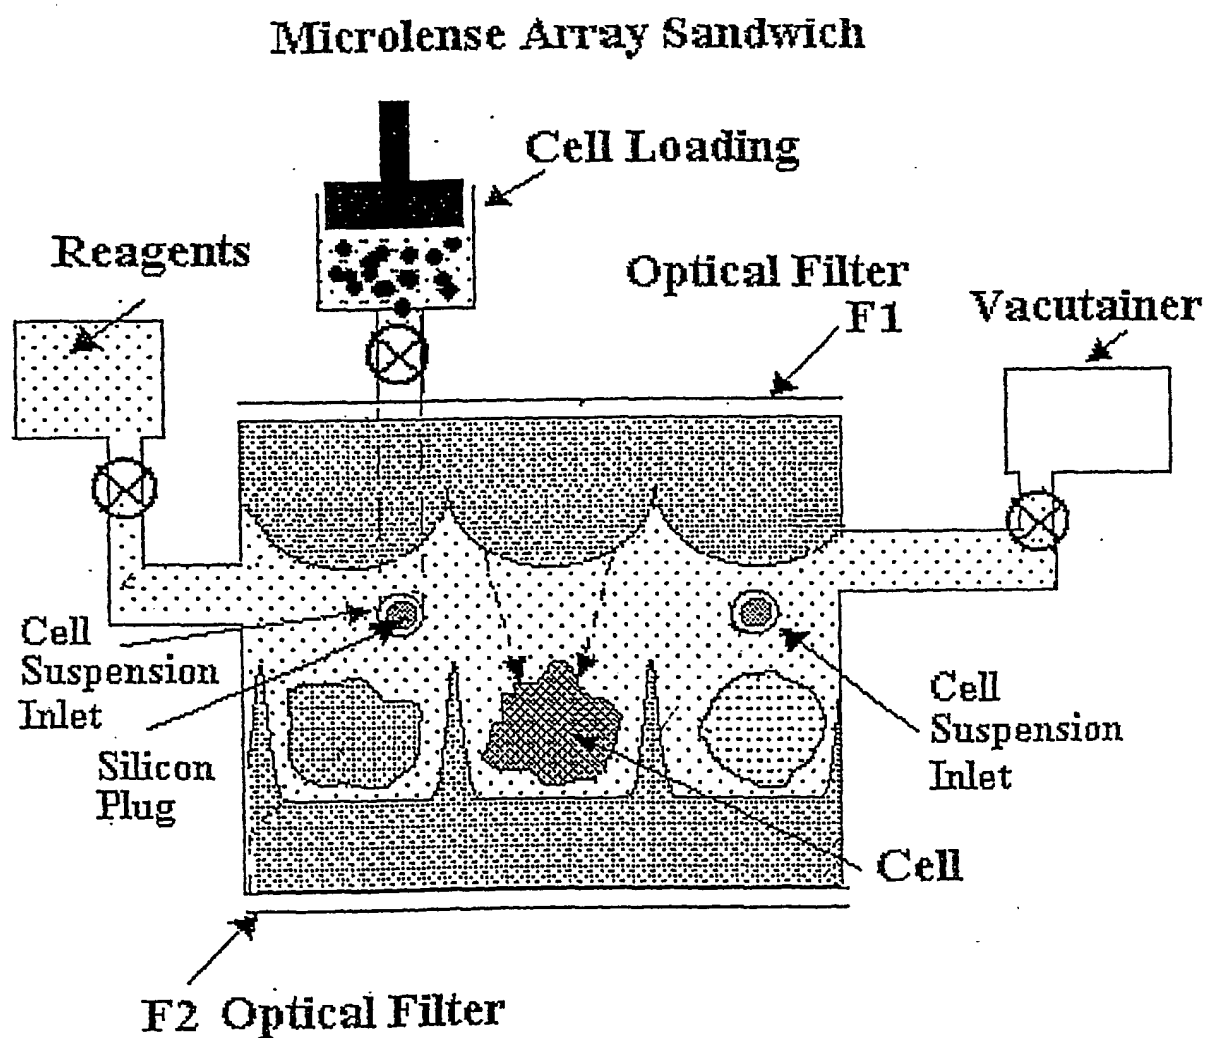 Microlense Array Sandwich
Cell Loading
Reagents
Optical Filter
F1
Vacutainer
Cell
Suspension
Inlet
Silicon
Plug
Cell
Suspension
Inlet
Cell
F2 Optical Filter